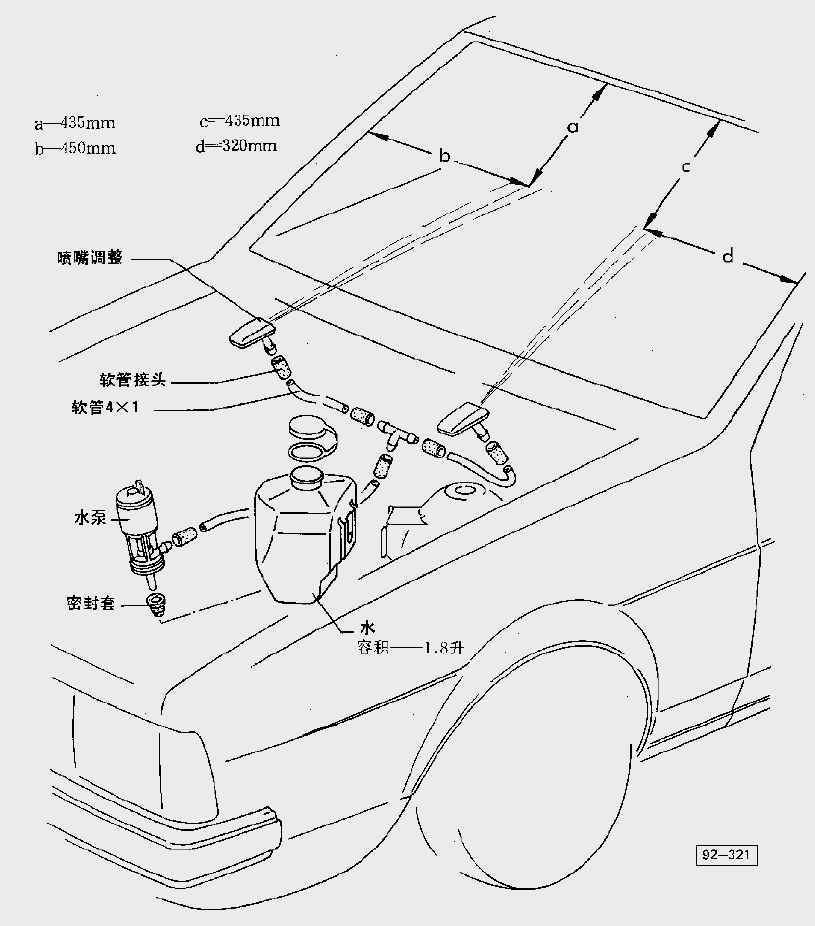 a—435mm c=435mm
b—450mm d=320mm
a
b
c
d
喷嘴调整
软管接头
软管4×1
水泵
密封套
水
容积——1.8升
92—321